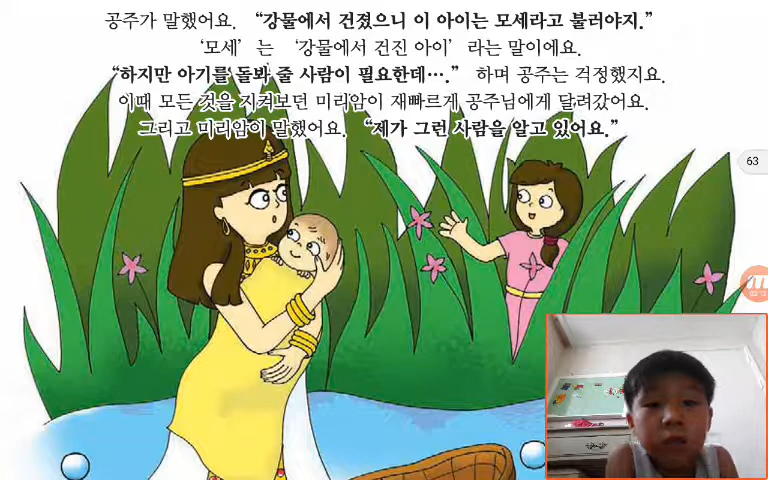 공주가 말했어요. “강물에서 건졌으니 이 아이는 모세라고 불러야지.”
‘모세’는 ‘강물에서 건진 아이’라는 말이에요.
“하지만 아기를 돌봐 줄 사람이 필요한데….” 하며 공주는 걱정했지요.
이때 모든 것을 지켜보던 미리암이 재빠르게 공주님에게 달려갔어요.
그리고 미리암이 말했어요. “제가 그런 사람을 알고 있어요.”
63